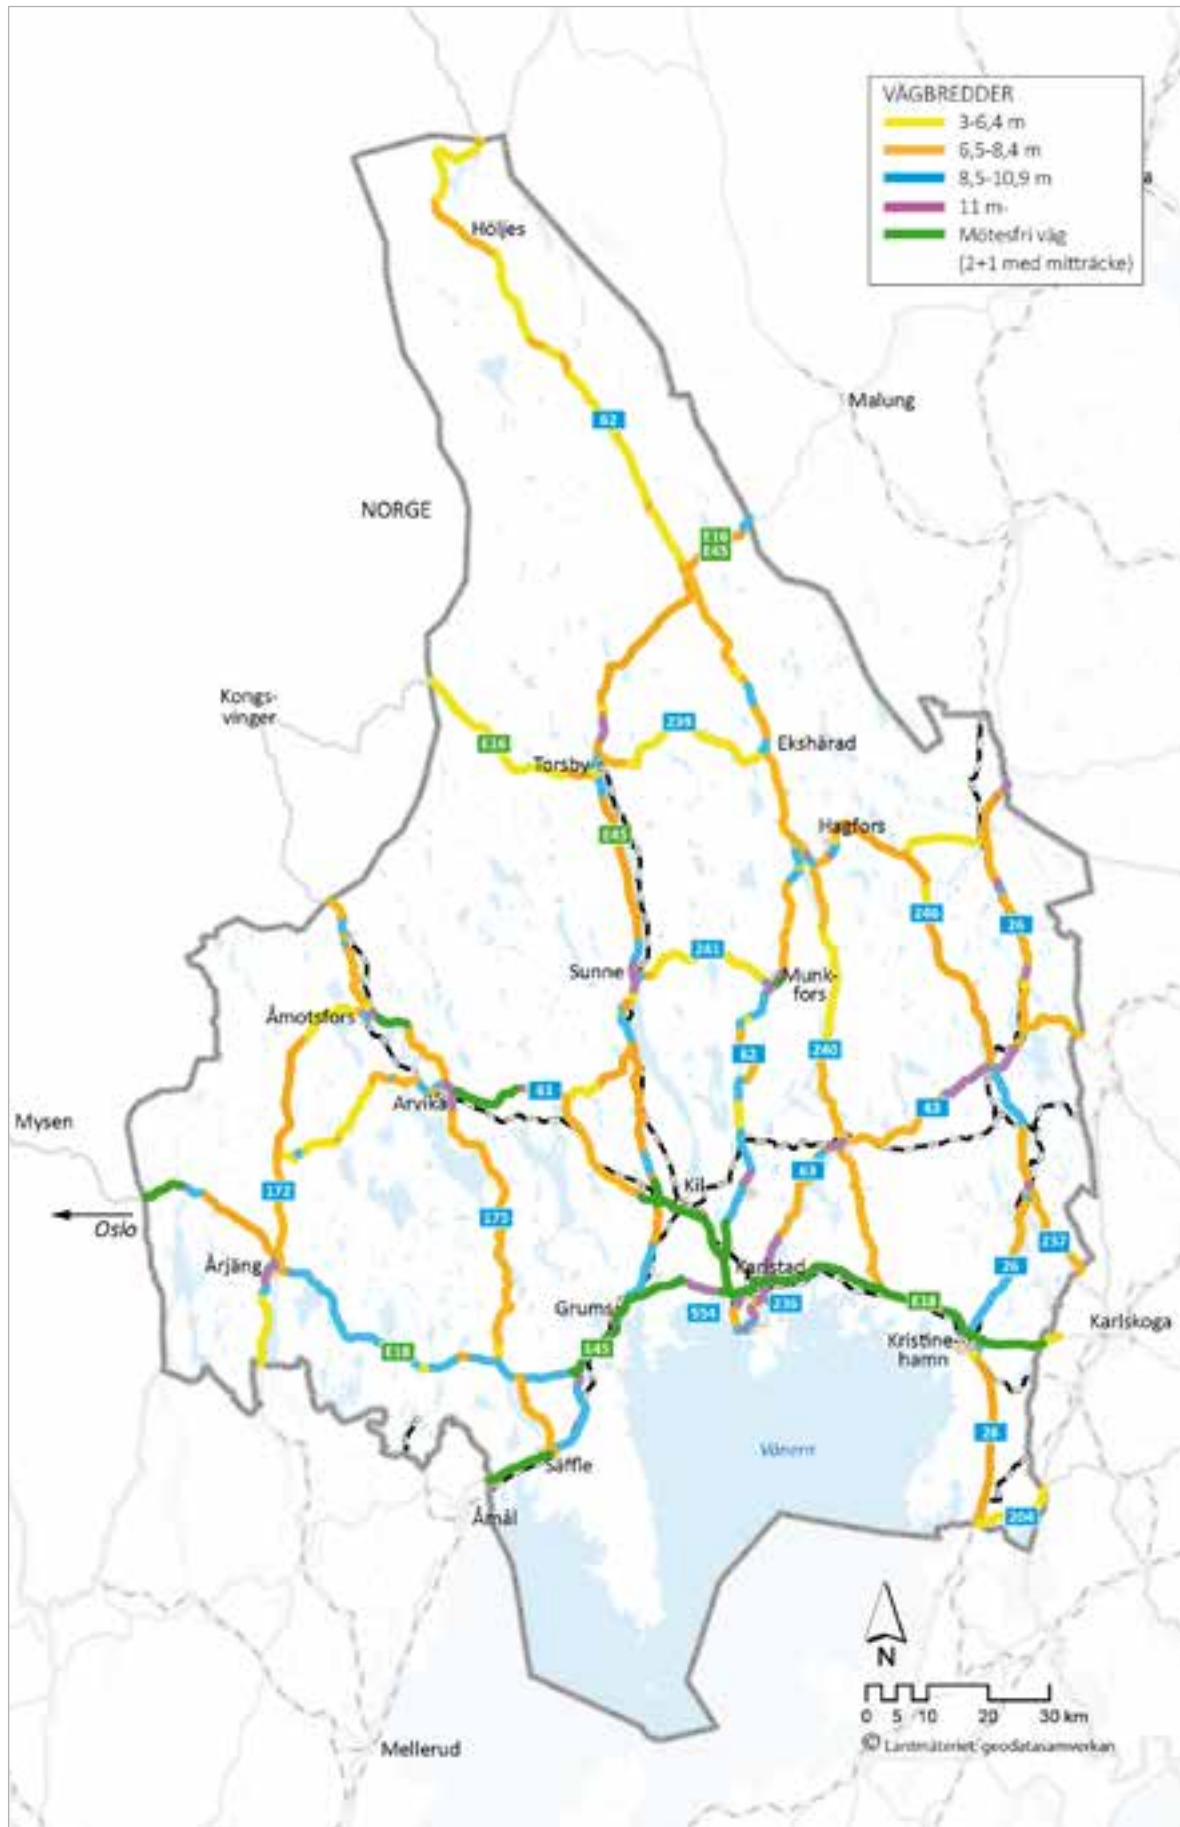 VÄGBREDDER
3-6,4 m
6,5-8,4 m
8,5-10,9 m
11 m-
Mötesfri väg
(2+1 med mitträcke)
a
Höljes
Malung
62
NORGE
E16
E45
Kongs-
vinger
239
E16
Ekshärad
Torsby
E45
Hagfors
246
26
241
Sunne
Munk-
fors
Åmotsfors
62
240
61
Arvika
63
Mysen
63
Kil
172
175
Oslo
237
Årjäng
26
Karlstad
Grums
554
236
E18
Karlskoga
Kristine-
hamn
E18
E45
26
Vänern
Säffle
Åmål
204
N
0 5 10 20 30 km
Mellerud
© Lantmäteriet, geodatasamverkan